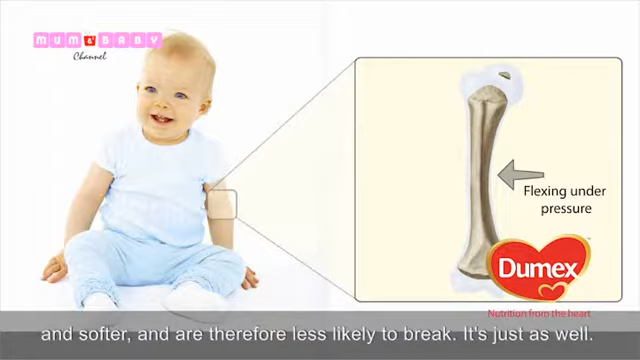 MUM & BABY
Channel
Flexing under
pressure
Dumex
Nutrition from the heart
and softer, and are therefore less likely to break. It's just as well.